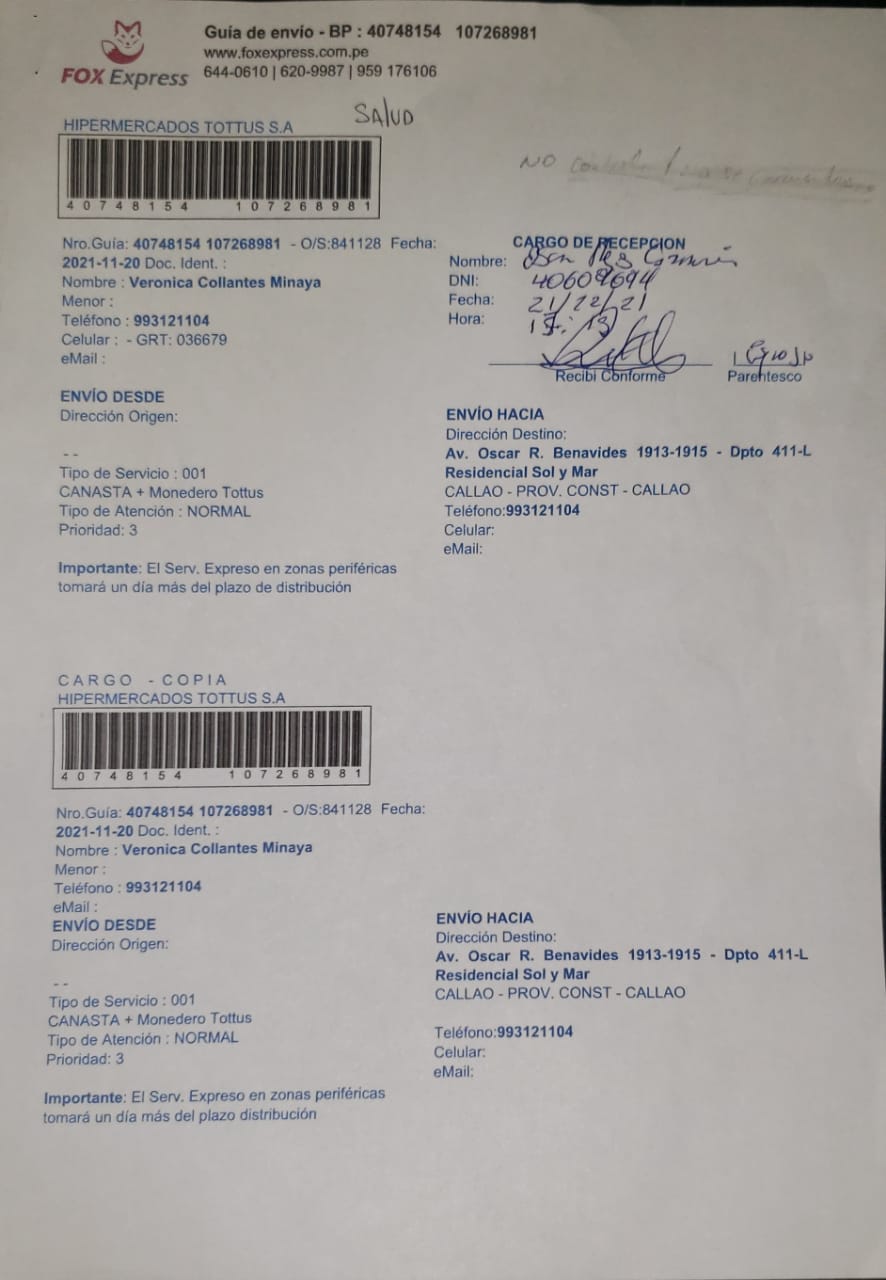 FOX Express
Guía de envío - BP : 40748154 107268981
www.foxexpress.com.pe
644-0610 | 620-9987 | 959 176106
SALUD
HIPERMERCADOS TOTTUS S.A
40748154 107268981
NO
Nro.Guía: 40748154 107268981 - O/S:841128 Fecha:
2021-11-20 Doc. Ident. :
Nombre : Veronica Collantes Minaya
Menor :
Teléfono : 993121104
Celular : - GRT: 036679
eMail :
CARGO DE RECEPCION
Nombre:
DNI: 40609694
Fecha: 21/12/21
Hora:
Recibi Conforme
Parentesco
ENVÍO DESDE
Dirección Origen:
- -
Tipo de Servicio : 001
CANASTA + Monedero Tottus
Tipo de Atención : NORMAL
Prioridad: 3
ENVÍO HACIA
Dirección Destino:
Av. Oscar R. Benavides 1913-1915 - Dpto 411-L
Residencial Sol y Mar
CALLAO - PROV. CONST - CALLAO
Teléfono:993121104
Celular:
eMail:
Importante: El Serv. Expreso en zonas periféricas
tomará un día más del plazo de distribución
CARGO - COPIA
HIPERMERCADOS TOTTUS S.A
40748154 107268981
Nro.Guía: 40748154 107268981 - O/S:841128 Fecha:
2021-11-20 Doc. Ident. :
Nombre : Veronica Collantes Minaya
Menor :
Teléfono : 993121104
eMail :
ENVÍO DESDE
Dirección Origen:
- -
Tipo de Servicio : 001
CANASTA + Monedero Tottus
Tipo de Atención : NORMAL
Prioridad: 3
ENVÍO HACIA
Dirección Destino:
Av. Oscar R. Benavides 1913-1915 - Dpto 411-L
Residencial Sol y Mar
CALLAO - PROV. CONST - CALLAO
Teléfono:993121104
Celular:
eMail:
Importante: El Serv. Expreso en zonas periféricas
tomará un día más del plazo distribución